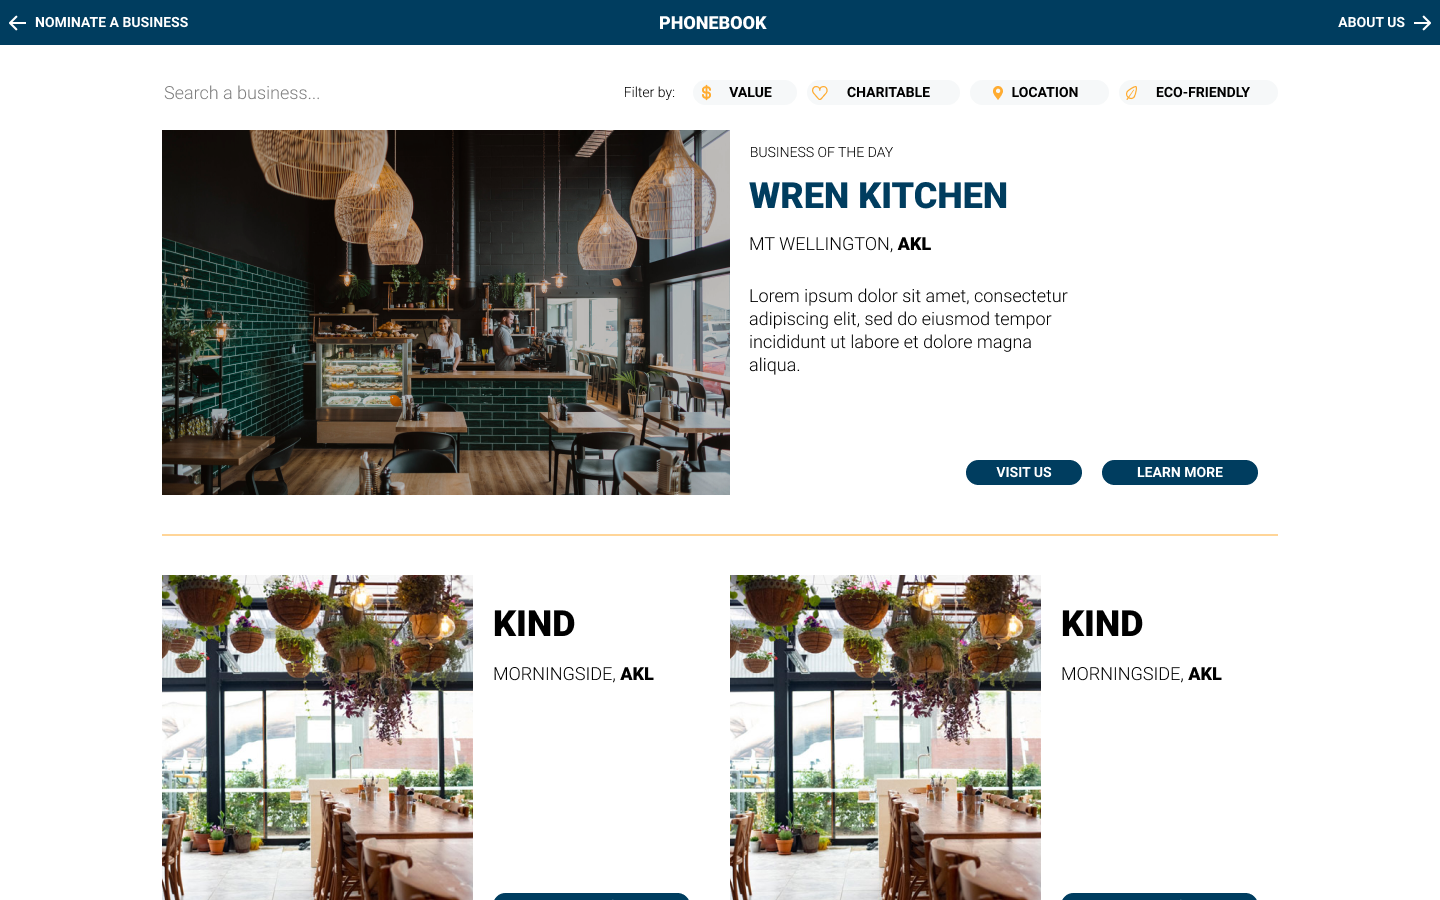 NOMINATE A BUSINESS
PHONEBOOK
ABOUT US
Search a business...
Filter by:
VALUE
CHARITABLE
LOCATION
ECO-FRIENDLY
BUSINESS OF THE DAY
WREN KITCHEN
MT WELLINGTON, AKL
Lorem ipsum dolor sit amet, consectetur
adipiscing elit, sed do eiusmod tempor
incididunt ut labore et dolore magna
aliqua.
VISIT US
LEARN MORE
KIND
MORNINGSIDE, AKL
KIND
MORNINGSIDE, AKL